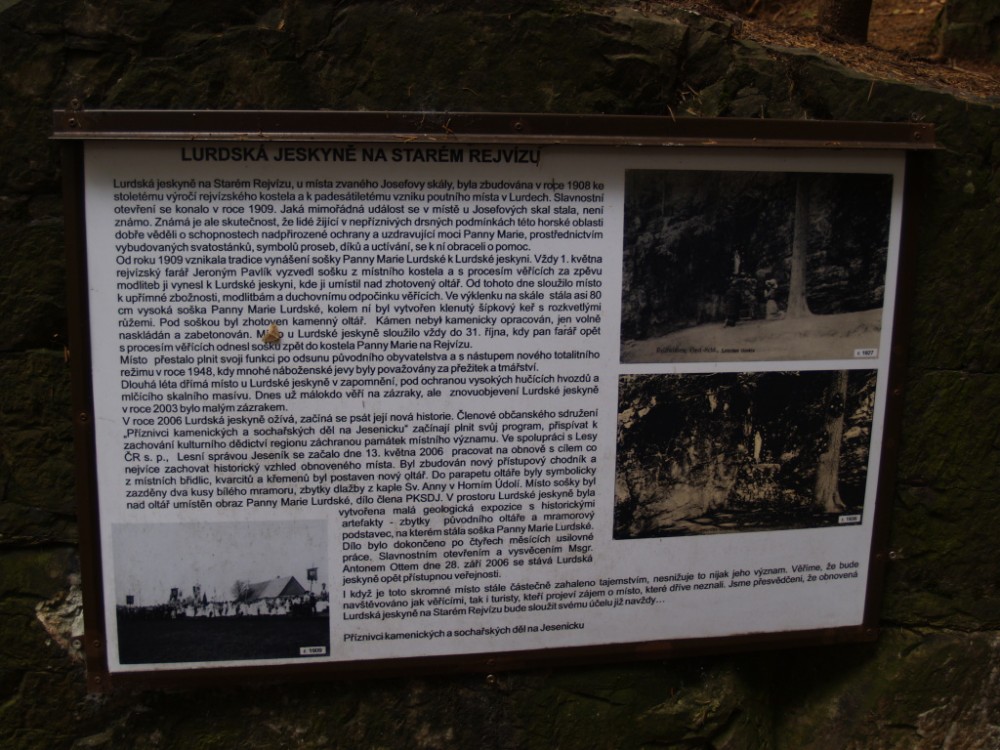 LURDSKÁ JESKYNĚ NA STARÉM REJVÍZU
Lurdská jeskyně na Starém Rejvízu, u místa zvaného Josefovy skály, byla zbudována v roce 1908 ke
stoletému výročí rejvízského kostela a k padesátiletému vzniku poutního místa v Lurdech. Slavnostní
otevření se konalo v roce 1909. Jaká mimořádná událost se v místě u Josefových skal stala, není
známo. Známá je ale skutečnost, že lidé žijící v nepříznivých drsných podmínkách této horské oblasti
dobře věděli o schopnostech nadpřirozené ochrany a uzdravující moci Panny Marie, prostřednictvím
vybudovaných svatostánků, symbolů proseb, díků a uctívání, se k ní obraceli o pomoc.
Od roku 1909 vznikala tradice vynášení sošky Panny Marie Lurdské k Lurdské jeskyni. Vždy 1. května
rejvízský farář Jeroným Pavlík vyzvedl sošku z místního kostela a s procesím věřících za zpěvu
modliteb ji vynesl k Lurdské jeskyni, kde ji umístil nad zhotovený oltář. Od tohoto dne sloužilo místo
k upřímné zbožnosti, modlitbám a duchovnímu odpočinku věřících. Ve výklenku na skále stála asi 80
cm vysoká soška Panny Marie Lurdské, kolem ní byl vytvořen klenutý šípkový keř s rozkvetlými
růžemi. Pod soškou byl zhotoven kamenný oltář. Kámen nebyl kamenicky opracován, jen volně
naskládán a zabetonován. Místo u Lurdské jeskyně sloužilo vždy do 31. října, kdy pan farář opět
s procesím věřících odnesl sošku zpět do kostela Panny Marie na Rejvízu.
Místo přestalo plnit svoji funkci po odsunu původního obyvatelstva a s nástupem nového totalitního
režimu v roce 1948, kdy mnohé náboženské jevy byly považovány za přežitek a tmářství.
Dlouhá léta dřímá místo u Lurdské jeskyně v zapomnění, pod ochranou vysokých hučících hvozdů a
mlčícího skalního masívu. Dnes už málokdo věří na zázraky, ale znovuobjevení Lurdské jeskyně
v roce 2003 bylo malým zázrakem.
V roce 2006 Lurdská jeskyně ožívá, začíná se psát její nová historie. Členové občanského sdružení
„Příznivci kamenických a sochařských děl na Jesenicku“ začínají plnit svůj program, přispívat k
zachování kulturního dědictví regionu záchranou památek místního významu. Ve spolupráci s Lesy
ČR s. p., Lesní správou Jeseník se začalo dne 13. května 2006 pracovat na obnově s cílem co
nejvíce zachovat historický vzhled obnoveného místa. Byl zbudován nový přístupový chodník a
z místních břidlic, kvarcitů a křemenů byl postaven nový oltář. Do parapetu oltáře byly symbolicky
zazděny dva kusy bílého mramoru, zbytky dlažby z kaple Sv. Anny v Horním Údolí. Místo sošky byl
nad oltář umístěn obraz Panny Marie Lurdské, dílo člena PKSDJ. V prostoru Lurdské jeskyně byla
vytvořena malá geologická expozice s historickými
artefakty - zbytky původního oltáře a mramorový
podstavec, na kterém stála soška Panny Marie Lurdské.
Dílo bylo dokončeno po čtyřech měsících usilovné
práce. Slavnostním otevřením a vysvěcením Msgr.
Antonem Ottem dne 28. září 2006 se stává Lurdská
jeskyně opět přístupnou veřejnosti.
I když je toto skromné místo stále částečně zahaleno tajemstvím, nesnižuje to nijak jeho význam. Věříme, že bude
navštěvováno jak věřícími, tak i turisty, kteří projeví zájem o místo, které dříve neznali. Jsme přesvědčeni, že obnovená
Lurdská jeskyně na Starém Rejvízu bude sloužit svému účelu již navždy…
Příznivci kamenických a sochařských děl na Jesenicku
r. 1927
r. 1909